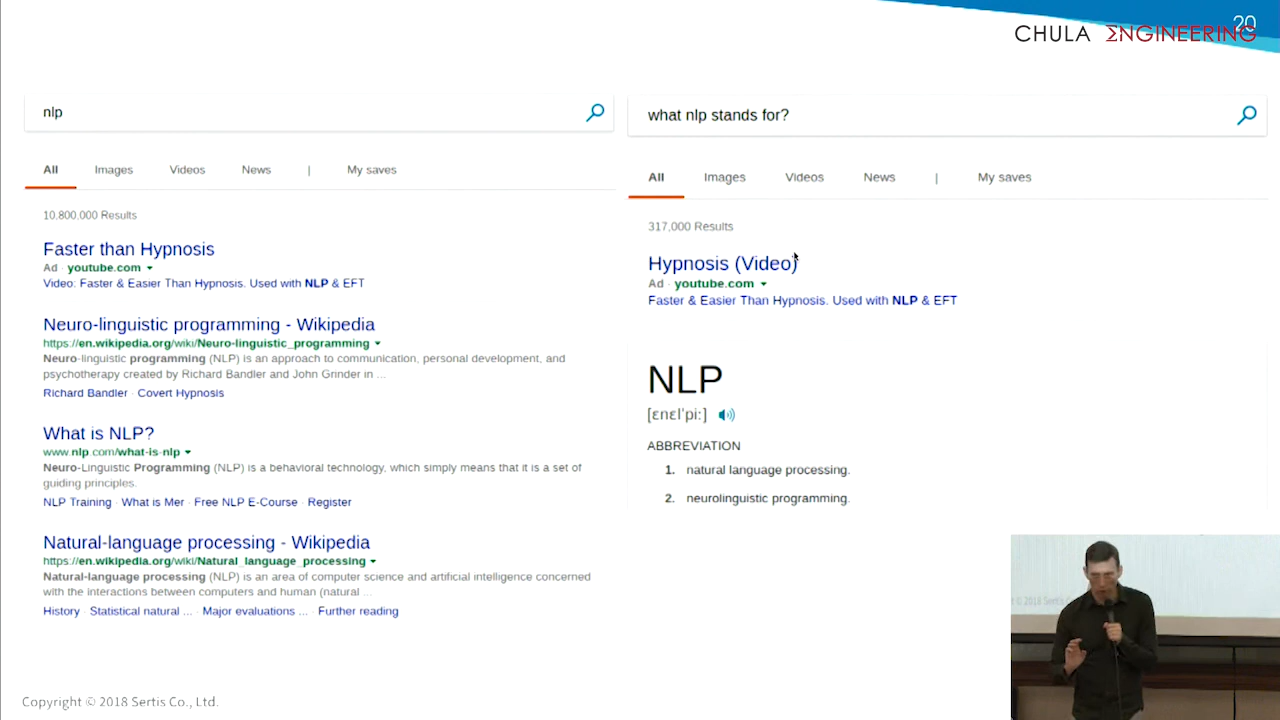 20
CHULA ΣNGINEERING
nlp
All Images Videos News | My saves
10,800,000 Results
Faster than Hypnosis
Ad · youtube.com
Video: Faster & Easier Than Hypnosis. Used with NLP & EFT
Neuro-linguistic programming - Wikipedia
https://en.wikipedia.org/wiki/Neuro-linguistic_programming
Neuro-linguistic programming (NLP) is an approach to communication, personal development, and
psychotherapy created by Richard Bandler and John Grinder in ...
Richard Bandler · Covert Hypnosis
What is NLP?
www.nlp.com/what-is-nlp
Neuro-Linguistic Programming (NLP) is a behavioral technology, which simply means that it is a set of
guiding principles.
NLP Training · What is Mer · Free NLP E-Course · Register
Natural-language processing - Wikipedia
https://en.wikipedia.org/wiki/Natural_language_processing
Natural-language processing (NLP) is an area of computer science and artificial intelligence concerned
with the interactions between computers and human (natural ...
History · Statistical natural ... · Major evaluations ... · Further reading
what nlp stands for?
All Images Videos News | My saves
317,000 Results
Hypnosis (Video)
Ad · youtube.com
Faster & Easier Than Hypnosis. Used with NLP & EFT
NLP
[ɛnɛlˈpiː]
ABBREVIATION
1. natural language processing.
2. neurolinguistic programming.
© 2018 Sertis Co
Copyright © 2018 Sertis Co., Ltd.